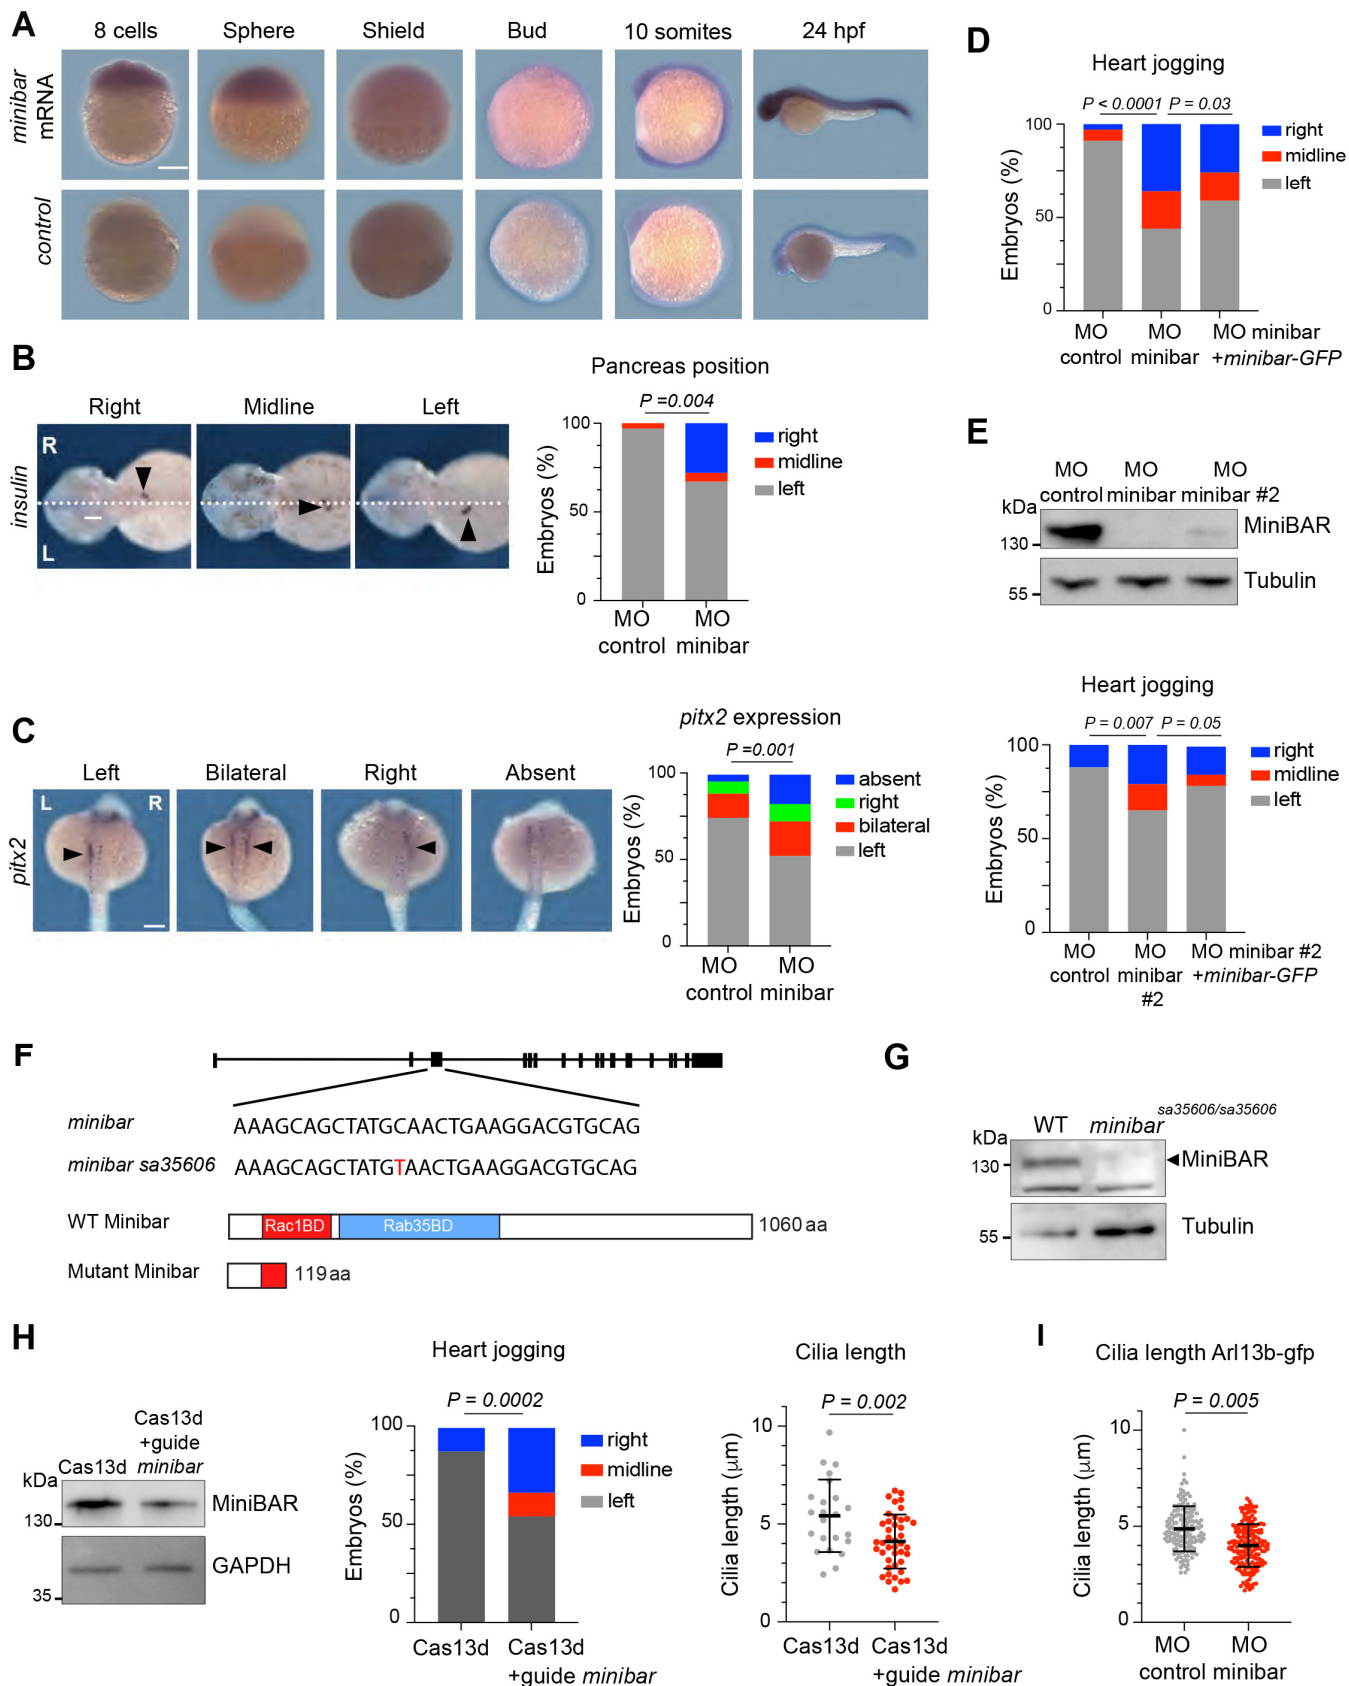 A
8 cells
Sphere
Shield
Bud
10 somites
24 hpf
minibar
mRNA
control
B
Right
Midline
Left
R
L
insulin
Pancreas position
P =0.004
Embryos (%)
100
50
0
right
midline
left
MO
control
MO
minibar
C
Left
Bilateral
Right
Absent
L
R
pitx2
pitx2 expression
P =0.001
Embryos (%)
100
50
0
absent
right
bilateral
left
MO
control
MO
minibar
D
Heart jogging
P < 0.0001
P = 0.03
Embryos (%)
100
50
0
right
midline
left
MO
control
MO
minibar
MO minibar
+minibar-GFP
E
MO
control
MO
minibar
MO
minibar #2
kDa
130
55
MiniBAR
Tubulin
Heart jogging
P = 0.007
P = 0.05
Embryos (%)
100
50
0
right
midline
left
MO
control
MO
minibar
#2
MO minibar #2
+minibar-GFP
F
minibar
AAAGCAGCTATGCAACTGAAGGACGTGCAG
minibar sa35606
AAAGCAGCTATGTAACTGAAGGACGTGCAG
WT Minibar
Rac1BD
Rab35BD
1060 aa
Mutant Minibar
119 aa
G
WT
minibar sa35606/sa35606
kDa
130
55
MiniBAR
Tubulin
H
Cas13d
Cas13d
+guide
minibar
kDa
130
35
MiniBAR
GAPDH
Heart jogging
P = 0.0002
Embryos (%)
100
50
0
right
midline
left
Cas13d
Cas13d
+guide minibar
Cilia length
P = 0.002
Cilia length (μm)
10
5
0
Cas13d
Cas13d
+guide minibar
I
Cilia length Arl13b-gfp
P = 0.005
Cilia length (μm)
10
5
0
MO
control
MO
minibar